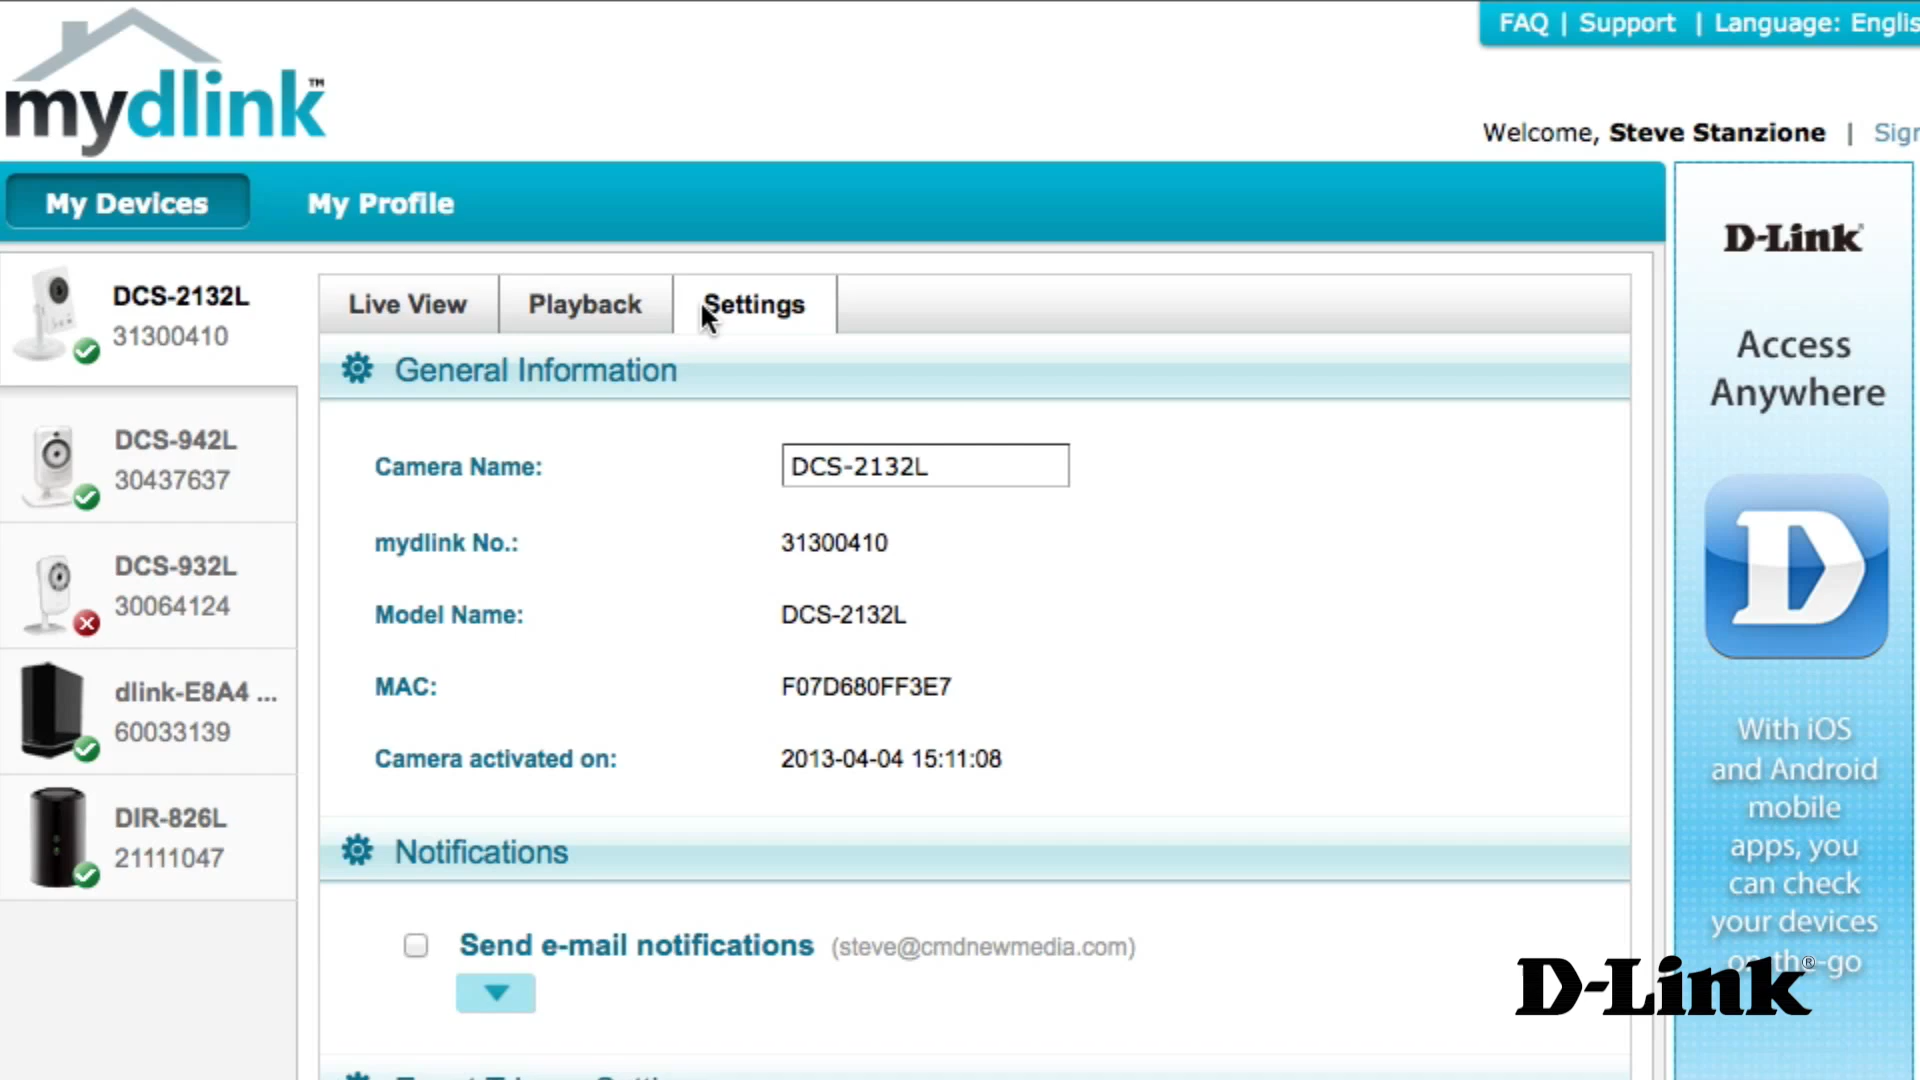 FAQ | Support | Language: Englis
mydlink™
Welcome, Steve Stanzione | Sign
My Devices
My Profile
DCS-2132L
31300410
DCS-942L
30437637
DCS-932L
30064124
dlink-E8A4 ...
60033139
DIR-826L
21111047
Live View
Playback
Settings
General Information
Camera Name: DCS-2132L
mydlink No.: 31300410
Model Name: DCS-2132L
MAC: F07D680FF3E7
Camera activated on: 2013-04-04 15:11:08
Notifications
Send e-mail notifications (steve@cmdnewmedia.com)
D-Link
Access
Anywhere
D
With iOS
and Android
mobile
apps, you
can check
your devices
on-the-go
D-Link®